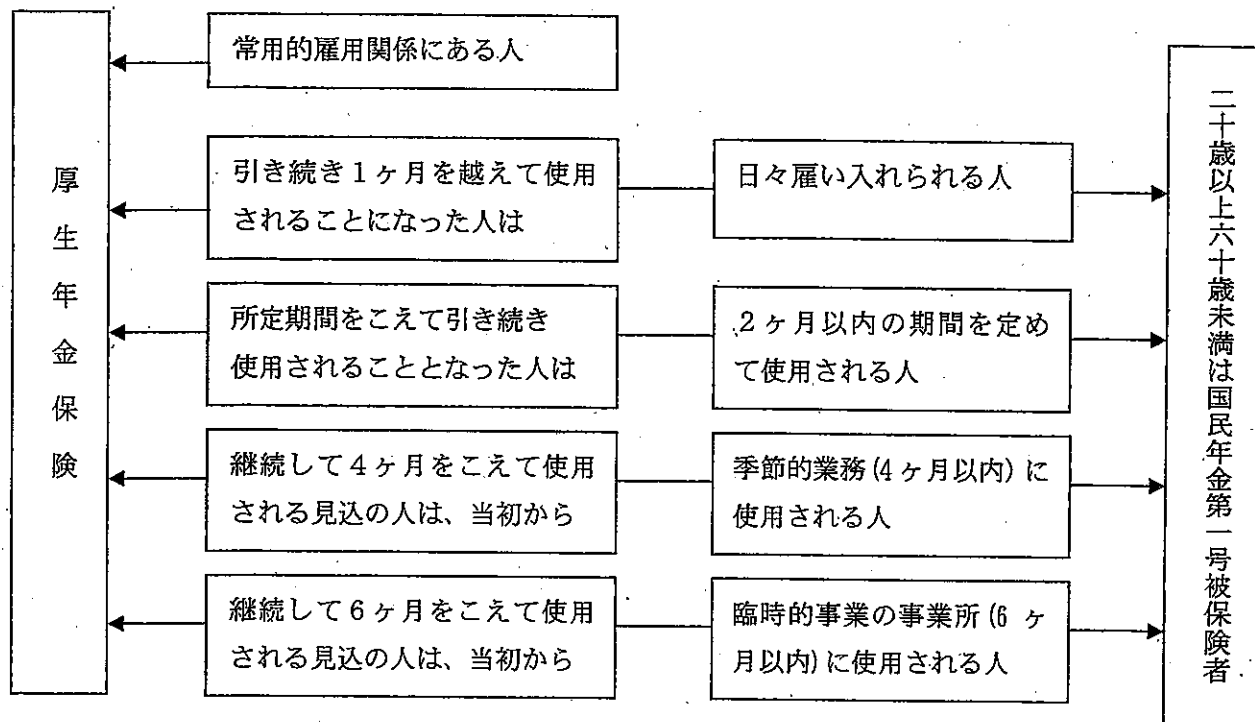 厚生年金保険
常用的雇用関係にある人
引き続き1ヶ月を越えて使用
されることになった人は
日々雇い入れられる人
所定期間をこえて引き続き
使用されることとなった人は
2ヶ月以内の期間を定め
て使用される人
継続して4ヶ月をこえて使用
される見込の人は、当初から
季節的業務(4ヶ月以内)に
使用される人
継続して6ヶ月をこえて使用
される見込の人は、当初から
臨時的事業の事業所(6 ヶ
月以内)に使用される人
二十歳以上六十歳未満は国民年金第一号被保険者